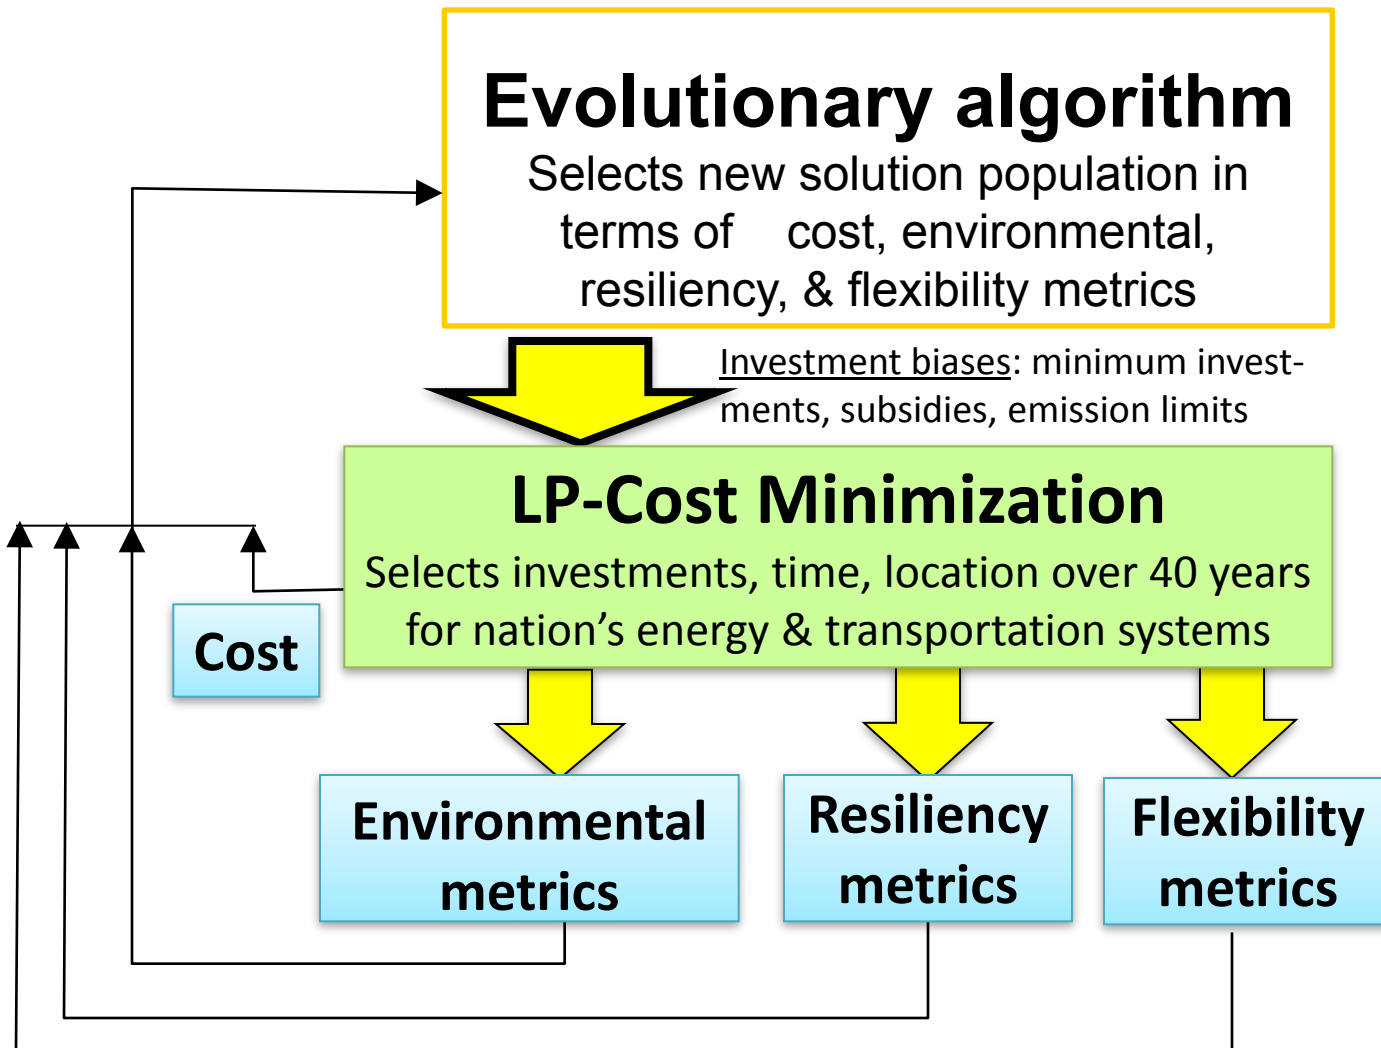 Evolutionary algorithm
Selects new solution population in
terms of cost, environmental,
resiliency, & flexibility metrics
Investment biases: minimum invest-
ments, subsidies, emission limits
LP-Cost Minimization
Selects investments, time, location over 40 years
for nation’s energy & transportation systems
Cost
Environmental
metrics
Resiliency
metrics
Flexibility
metrics